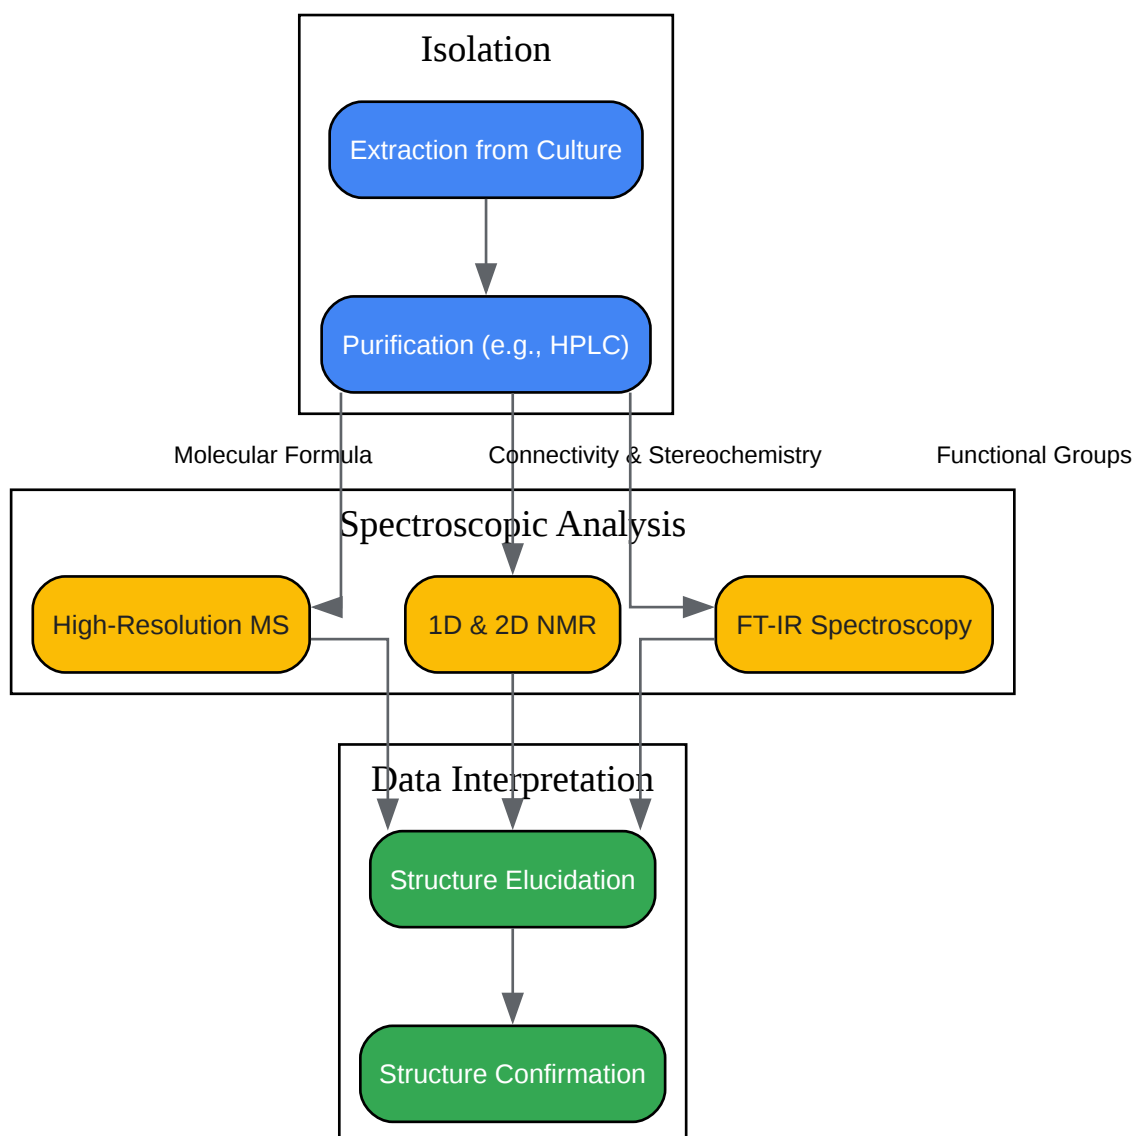 Isolation
Extraction from Culture
Purification (e.g., HPLC)
Molecular Formula
Connectivity & Stereochemistry
Functional Groups
Spectroscopic Analysis
High-Resolution MS
1D & 2D NMR
FT-IR Spectroscopy
Data Interpretation
Structure Elucidation
Structure Confirmation